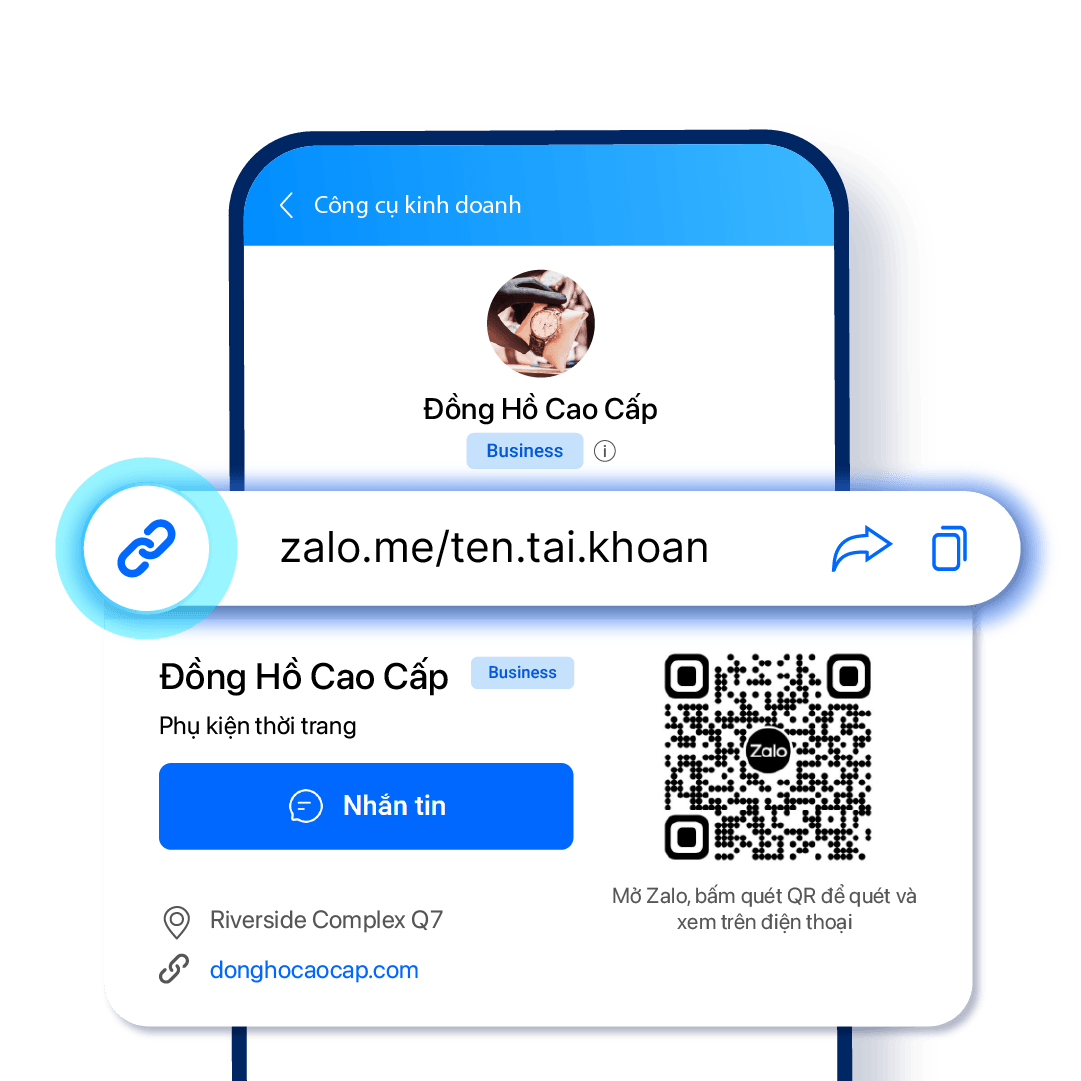 Công cụ kinh doanh
Đồng Hồ Cao Cấp
Business
zalo.me/ten.tai.khoan
Đồng Hồ Cao Cấp
Business
Phụ kiện thời trang
Nhắn tin
Riverside Complex Q7
donghocaocap.com
Zalo
Mở Zalo, bấm quét QR để quét và
xem trên điện thoại